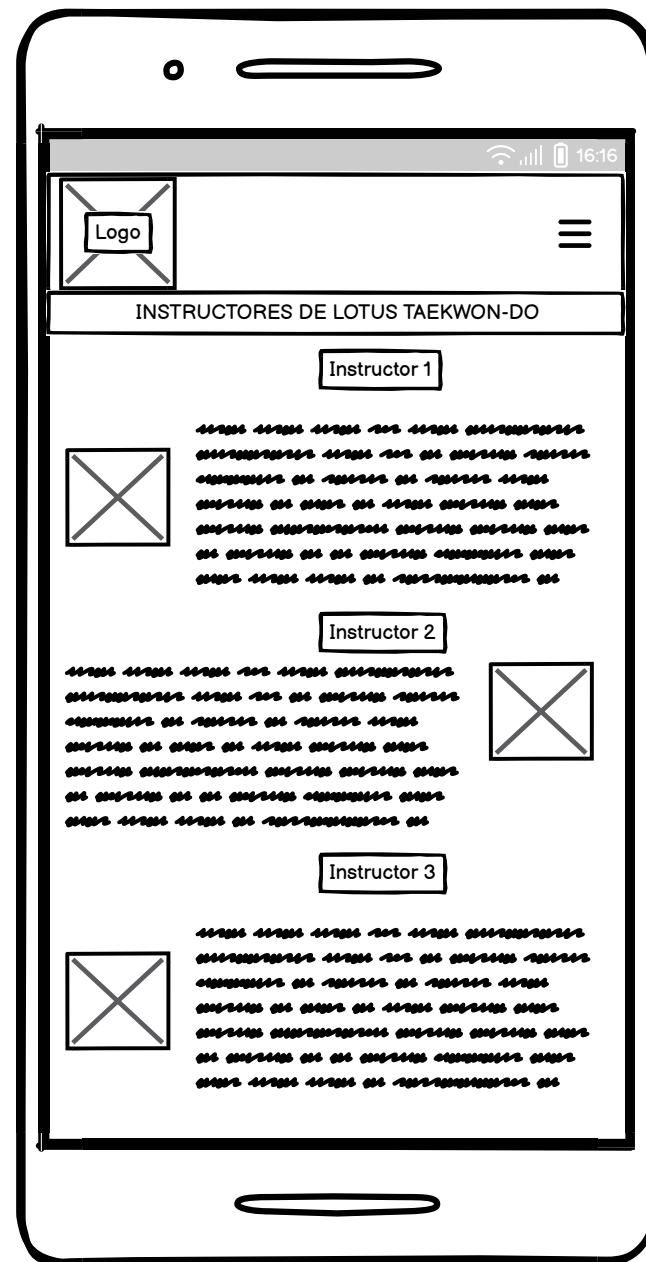 16:16
Logo
INSTRUCTORES DE LOTUS TAEKWON-DO
Instructor 1
Instructor 2
Instructor 3